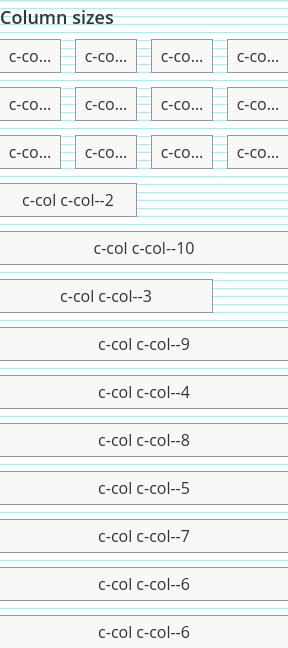 Column sizes
c-co... c-co... c-co... c-co...
c-co... c-co... c-co... c-co...
c-co... c-co... c-co... c-co...
c-col c-col--2
c-col c-col--10
c-col c-col--3
c-col c-col--9
c-col c-col--4
c-col c-col--8
c-col c-col--5
c-col c-col--7
c-col c-col--6
c-col c-col--6